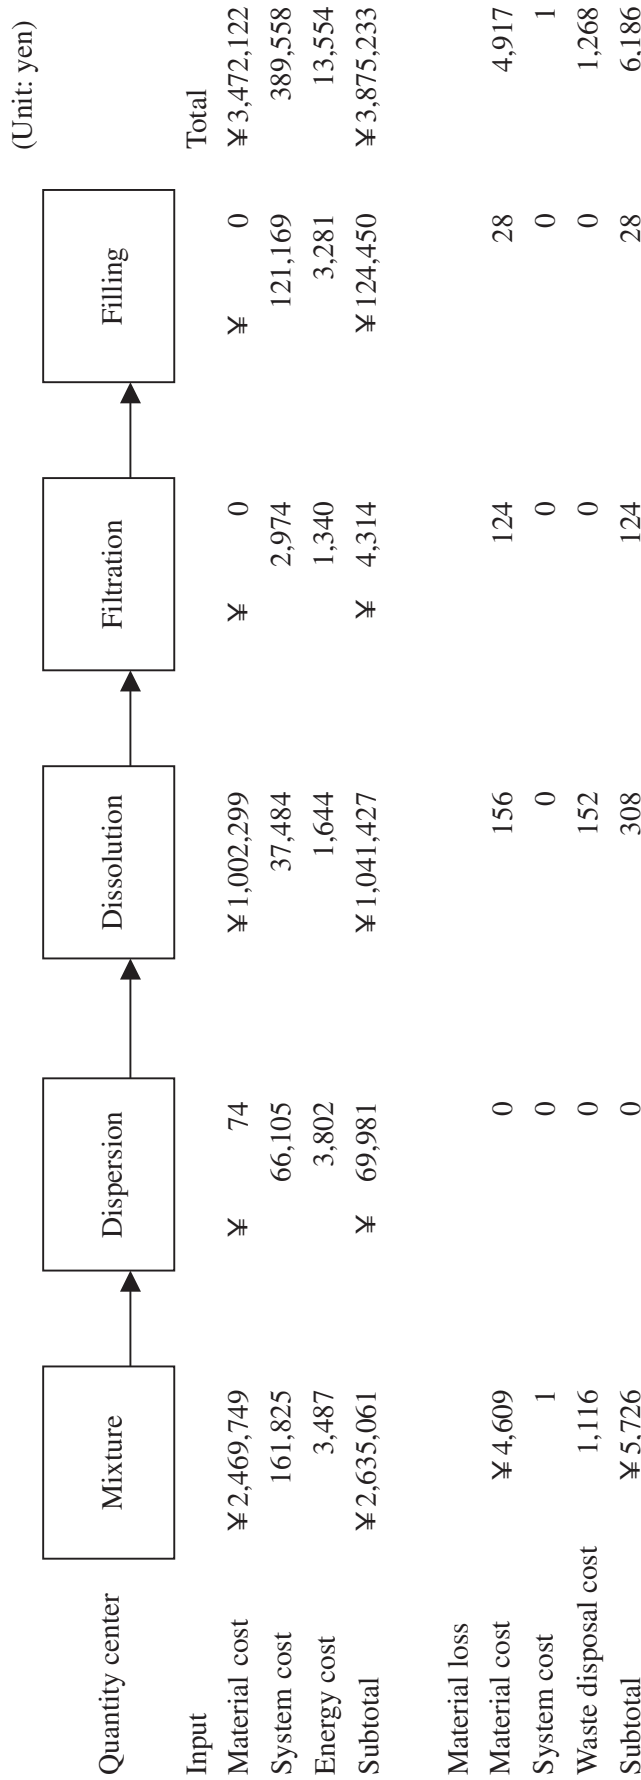 (Unit: yen)
Quantity center Mixture Dispersion Dissolution Filtration Filling
Input Total
Material cost ¥2,469,749 ¥ 74 ¥1,002,299 ¥ 0 ¥ 0 ¥3,472,122
System cost 161,825 66,105 37,484 2,974 121,169 389,558
Energy cost 3,487 3,802 1,644 1,340 3,281 13,554
Subtotal ¥2,635,061 ¥ 69,981 ¥1,041,427 ¥ 4,314 ¥124,450 ¥3,875,233
Material loss
Material cost ¥4,609 0 156 124 28 4,917
System cost 1 0 0 0 0 1
Waste disposal cost 1,116 0 152 0 0 1,268
Subtotal ¥5.726 0 308 124 28 6.186